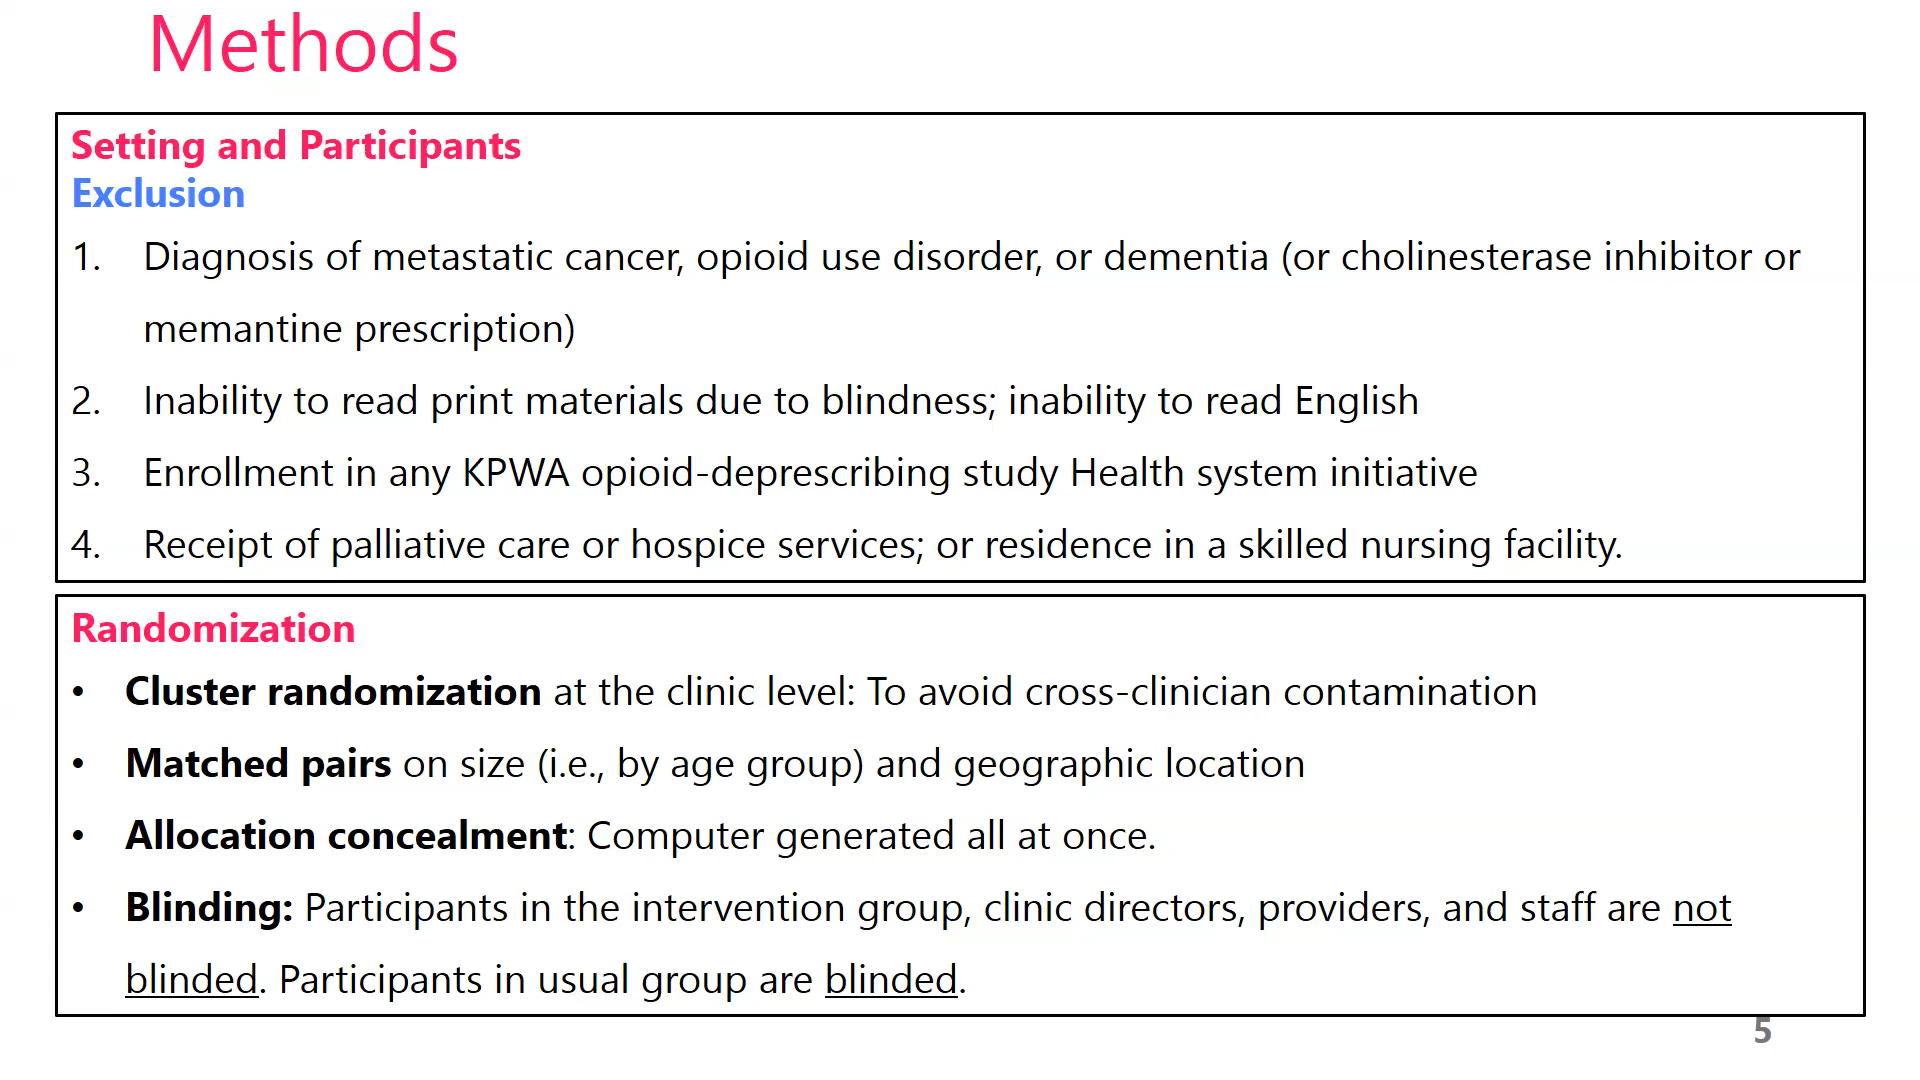 Methods
Setting and Participants
Exclusion
1. Diagnosis of metastatic cancer, opioid use disorder, or dementia (or cholinesterase inhibitor or
memantine prescription)
2. Inability to read print materials due to blindness; inability to read English
3. Enrollment in any KPWA opioid-deprescribing study Health system initiative
4. Receipt of palliative care or hospice services; or residence in a skilled nursing facility.
Randomization
• Cluster randomization at the clinic level: To avoid cross-clinician contamination
• Matched pairs on size (i.e., by age group) and geographic location
• Allocation concealment: Computer generated all at once.
• Blinding: Participants in the intervention group, clinic directors, providers, and staff are not
blinded. Participants in usual group are blinded.
5